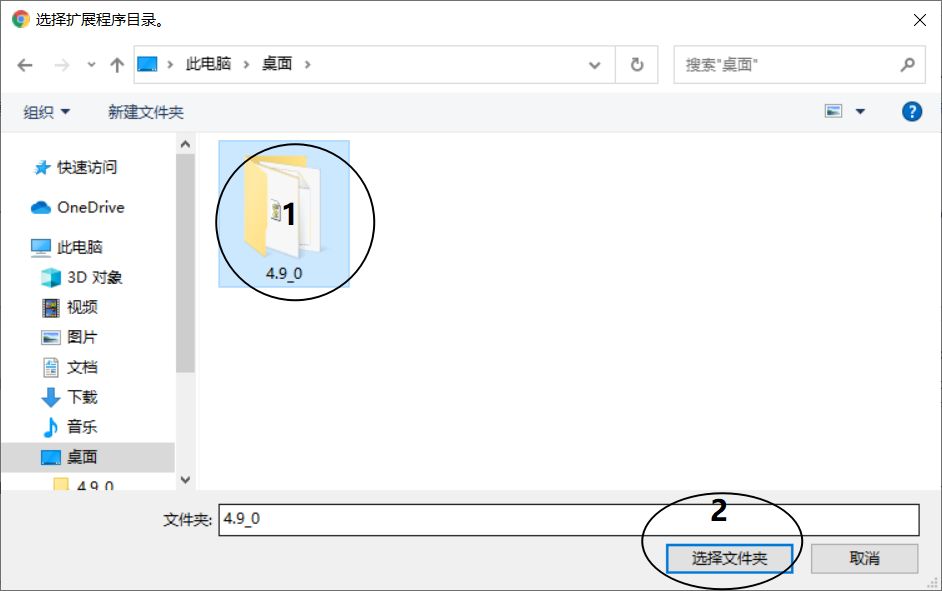 选择扩展程序目录。
此电脑 桌面
搜索"桌面"
组织 新建文件夹
?
快速访问
OneDrive
此电脑
3D 对象
视频
图片
文档
下载
音乐
桌面
4.9_0
1
4.9_0
文件夹: 4.9_0
2
选择文件夹 取消